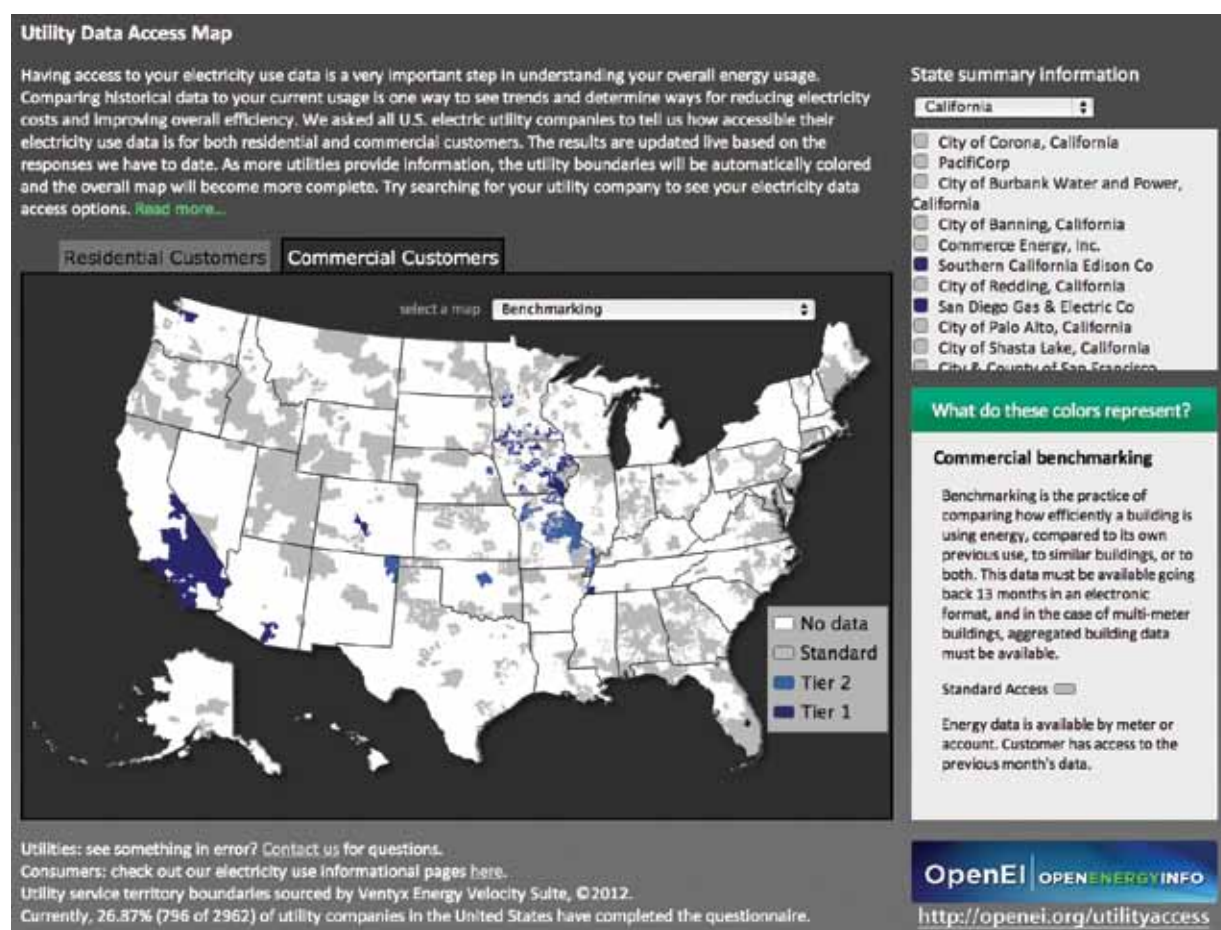 Utility Data Access Map
Having access to your electricity use data is a very important step in understanding your overall energy usage.
Comparing historical data to your current usage is one way to see trends and determine ways for reducing electricity
costs and improving overall efficiency. We asked all U.S. electric utility companies to tell us how accessible their
electricity use data is for both residential and commercial customers. The results are updated live based on the
responses we have to date. As more utilities provide information, the utility boundaries will be automatically colored
and the overall map will become more complete. Try searching for your utility company to see your electricity data
access options. Read more...
Residential Customers
Commercial Customers
select a map
Benchmarking
No data
Standard
Tier 2
Tier 1
State summary information
California
City of Corona, California
PacifiCorp
City of Burbank Water and Power,
California
City of Banning, California
Commerce Energy, Inc.
Southern California Edison Co
City of Redding, California
San Diego Gas & Electric Co
City of Palo Alto, California
City of Shasta Lake, California
City & County of San Francisco
What do these colors represent?
Commercial benchmarking
Benchmarking is the practice of
comparing how efficiently a building is
using energy, compared to its own
previous use, to similar buildings, or to
both. This data must be available going
back 13 months in an electronic
format, and in the case of multi-meter
buildings, aggregated building data
must be available.
Standard Access
Energy data is available by meter or
account. Customer has access to the
previous month's data.
Utilities: see something in error? Contact us for questions.
Consumers: check out our electricity use informational pages here.
Utility service territory boundaries sourced by Ventyx Energy Velocity Suite, ©2012.
Currently, 26.87% (796 of 2962) of utility companies in the United States have completed the questionnaire.
OpenEI OPENENERGYINFO
http://openei.org/utilityaccess